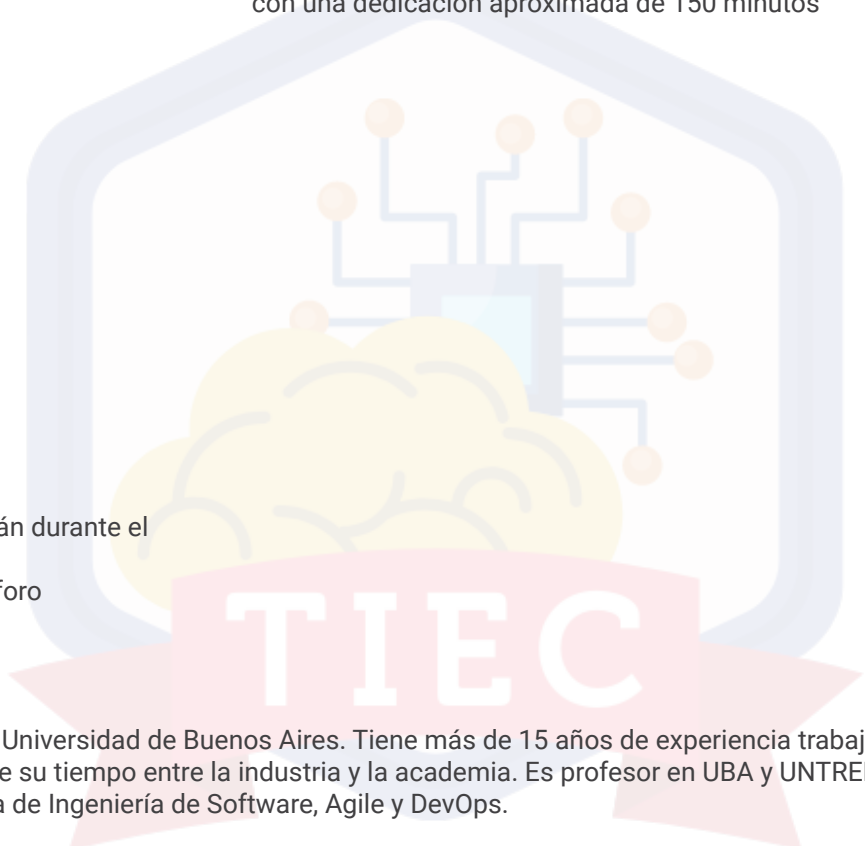 con una dedicación aproximada de 150 minutos
án durante el
foro
TIEC
Universidad de Buenos Aires. Tiene más de 15 años de experiencia trabaj
e su tiempo entre la industria y la academia. Es profesor en UBA y UNTRE
a de Ingeniería de Software, Agile y DevOps.